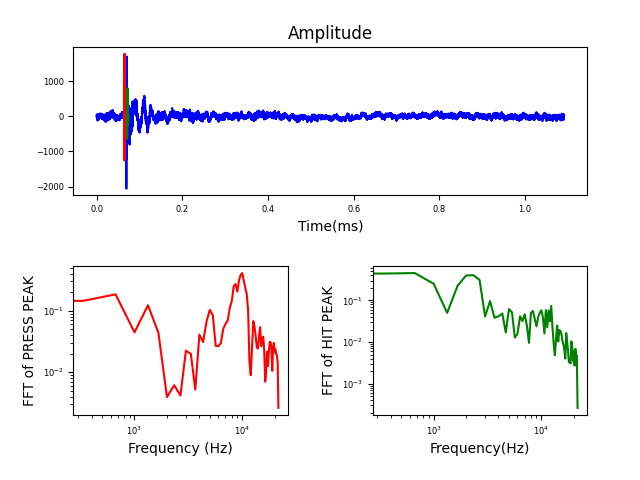 Amplitude
1000
0
−1000
−2000
0.0 0.2 0.4 0.6 0.8 1.0
Time(ms)
FFT of PRESS PEAK
10⁻¹
10⁻²
10³ 10⁴
Frequency (Hz)
FFT of HIT PEAK
10⁻¹
10⁻²
10⁻³
10³ 10⁴
Frequency(Hz)